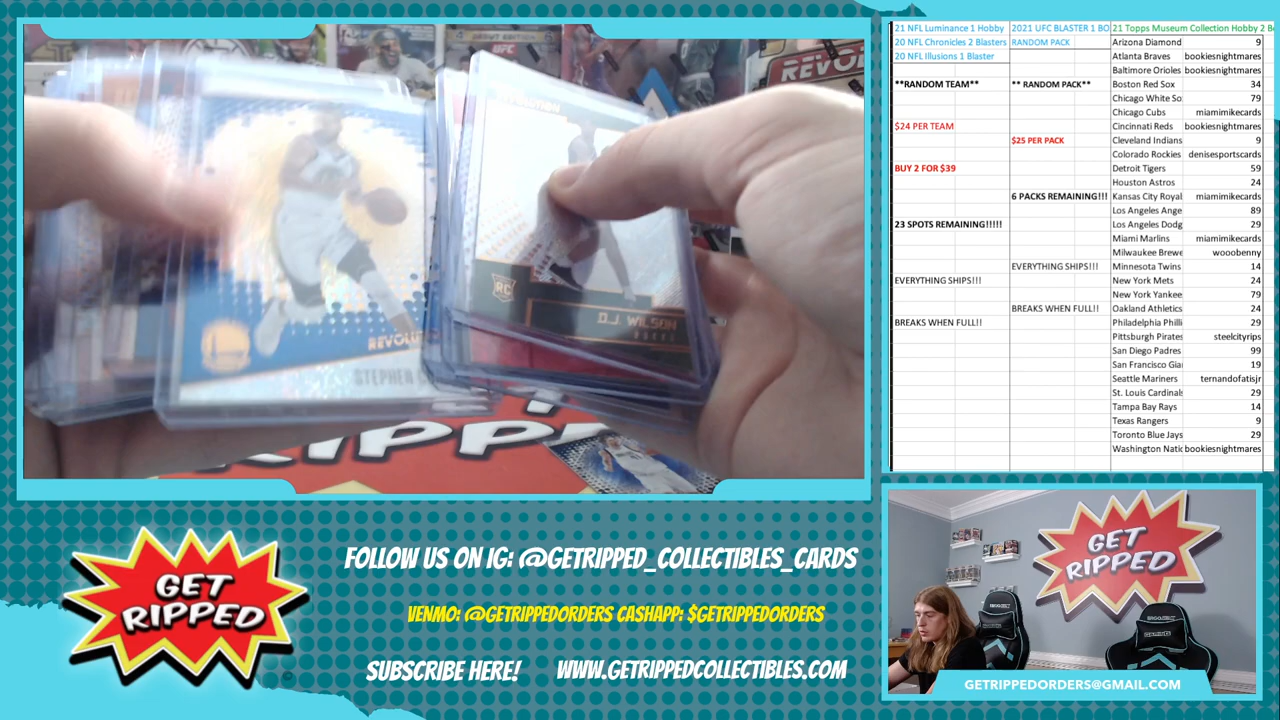 REVOL
REVOLU
STEPHEN
RC
D.J. WILSON
BUCKS
RIPP
UFC
21 NFL Luminance 1 Hobby
20 NFL Chronicles 2 Blasters
20 NFL Illusions 1 Blaster
**RANDOM TEAM**
$24 PER TEAM
BUY 2 FOR $39
23 SPOTS REMAINING!!!!!
EVERYTHING SHIPS!!!
BREAKS WHEN FULL!!
2021 UFC BLASTER 1 BO
RANDOM PACK
** RANDOM PACK**
$25 PER PACK
6 PACKS REMAINING!!!
EVERYTHING SHIPS!!!
BREAKS WHEN FULL!!
21 Topps Museum Collection Hobby 2 B
Arizona Diamond 9
Atlanta Braves bookiesnightmares
Baltimore Orioles bookiesnightmares
Boston Red Sox 34
Chicago White So 79
Chicago Cubs miamimikecards
Cincinnati Reds bookiesnightmares
Cleveland Indians 9
Colorado Rockies denisesportscards
Detroit Tigers 59
Houston Astros 24
Kansas City Royal miamimikecards
Los Angeles Ange 89
Los Angeles Dodg 29
Miami Marlins miamimikecards
Milwaukee Brewe wooobenny
Minnesota Twins 14
New York Mets 24
New York Yankee 79
Oakland Athletics 24
Philadelphia Philli 29
Pittsburgh Pirates steelcityrips
San Diego Padres 99
San Francisco Gia 19
Seattle Mariners ternandofatisjr
St. Louis Cardinals 29
Tampa Bay Rays 14
Texas Rangers 9
Toronto Blue Jays 29
Washington Natic bookiesnightmares
GET
RIPPED
FOLLOW US ON IG: @GETRIPPED_COLLECTIBLES_CARDS
VENMO: @GETRIPPEDORDERS CASHAPP: $GETRIPPEDORDERS
SUBSCRIBE HERE! WWW.GETRIPPEDCOLLECTIBLES.COM
GET
RIPPED
GETRIPPEDORDERS@GMAIL.COM